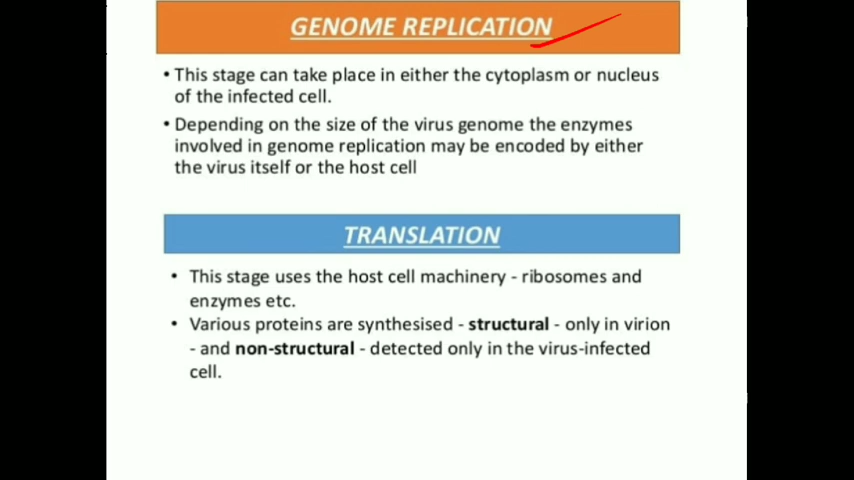 GENOME REPLICATION
• This stage can take place in either the cytoplasm or nucleus
of the infected cell.
• Depending on the size of the virus genome the enzymes
involved in genome replication may be encoded by either
the virus itself or the host cell
TRANSLATION
• This stage uses the host cell machinery - ribosomes and
enzymes etc.
• Various proteins are synthesised - structural - only in virion
- and non-structural - detected only in the virus-infected
cell.